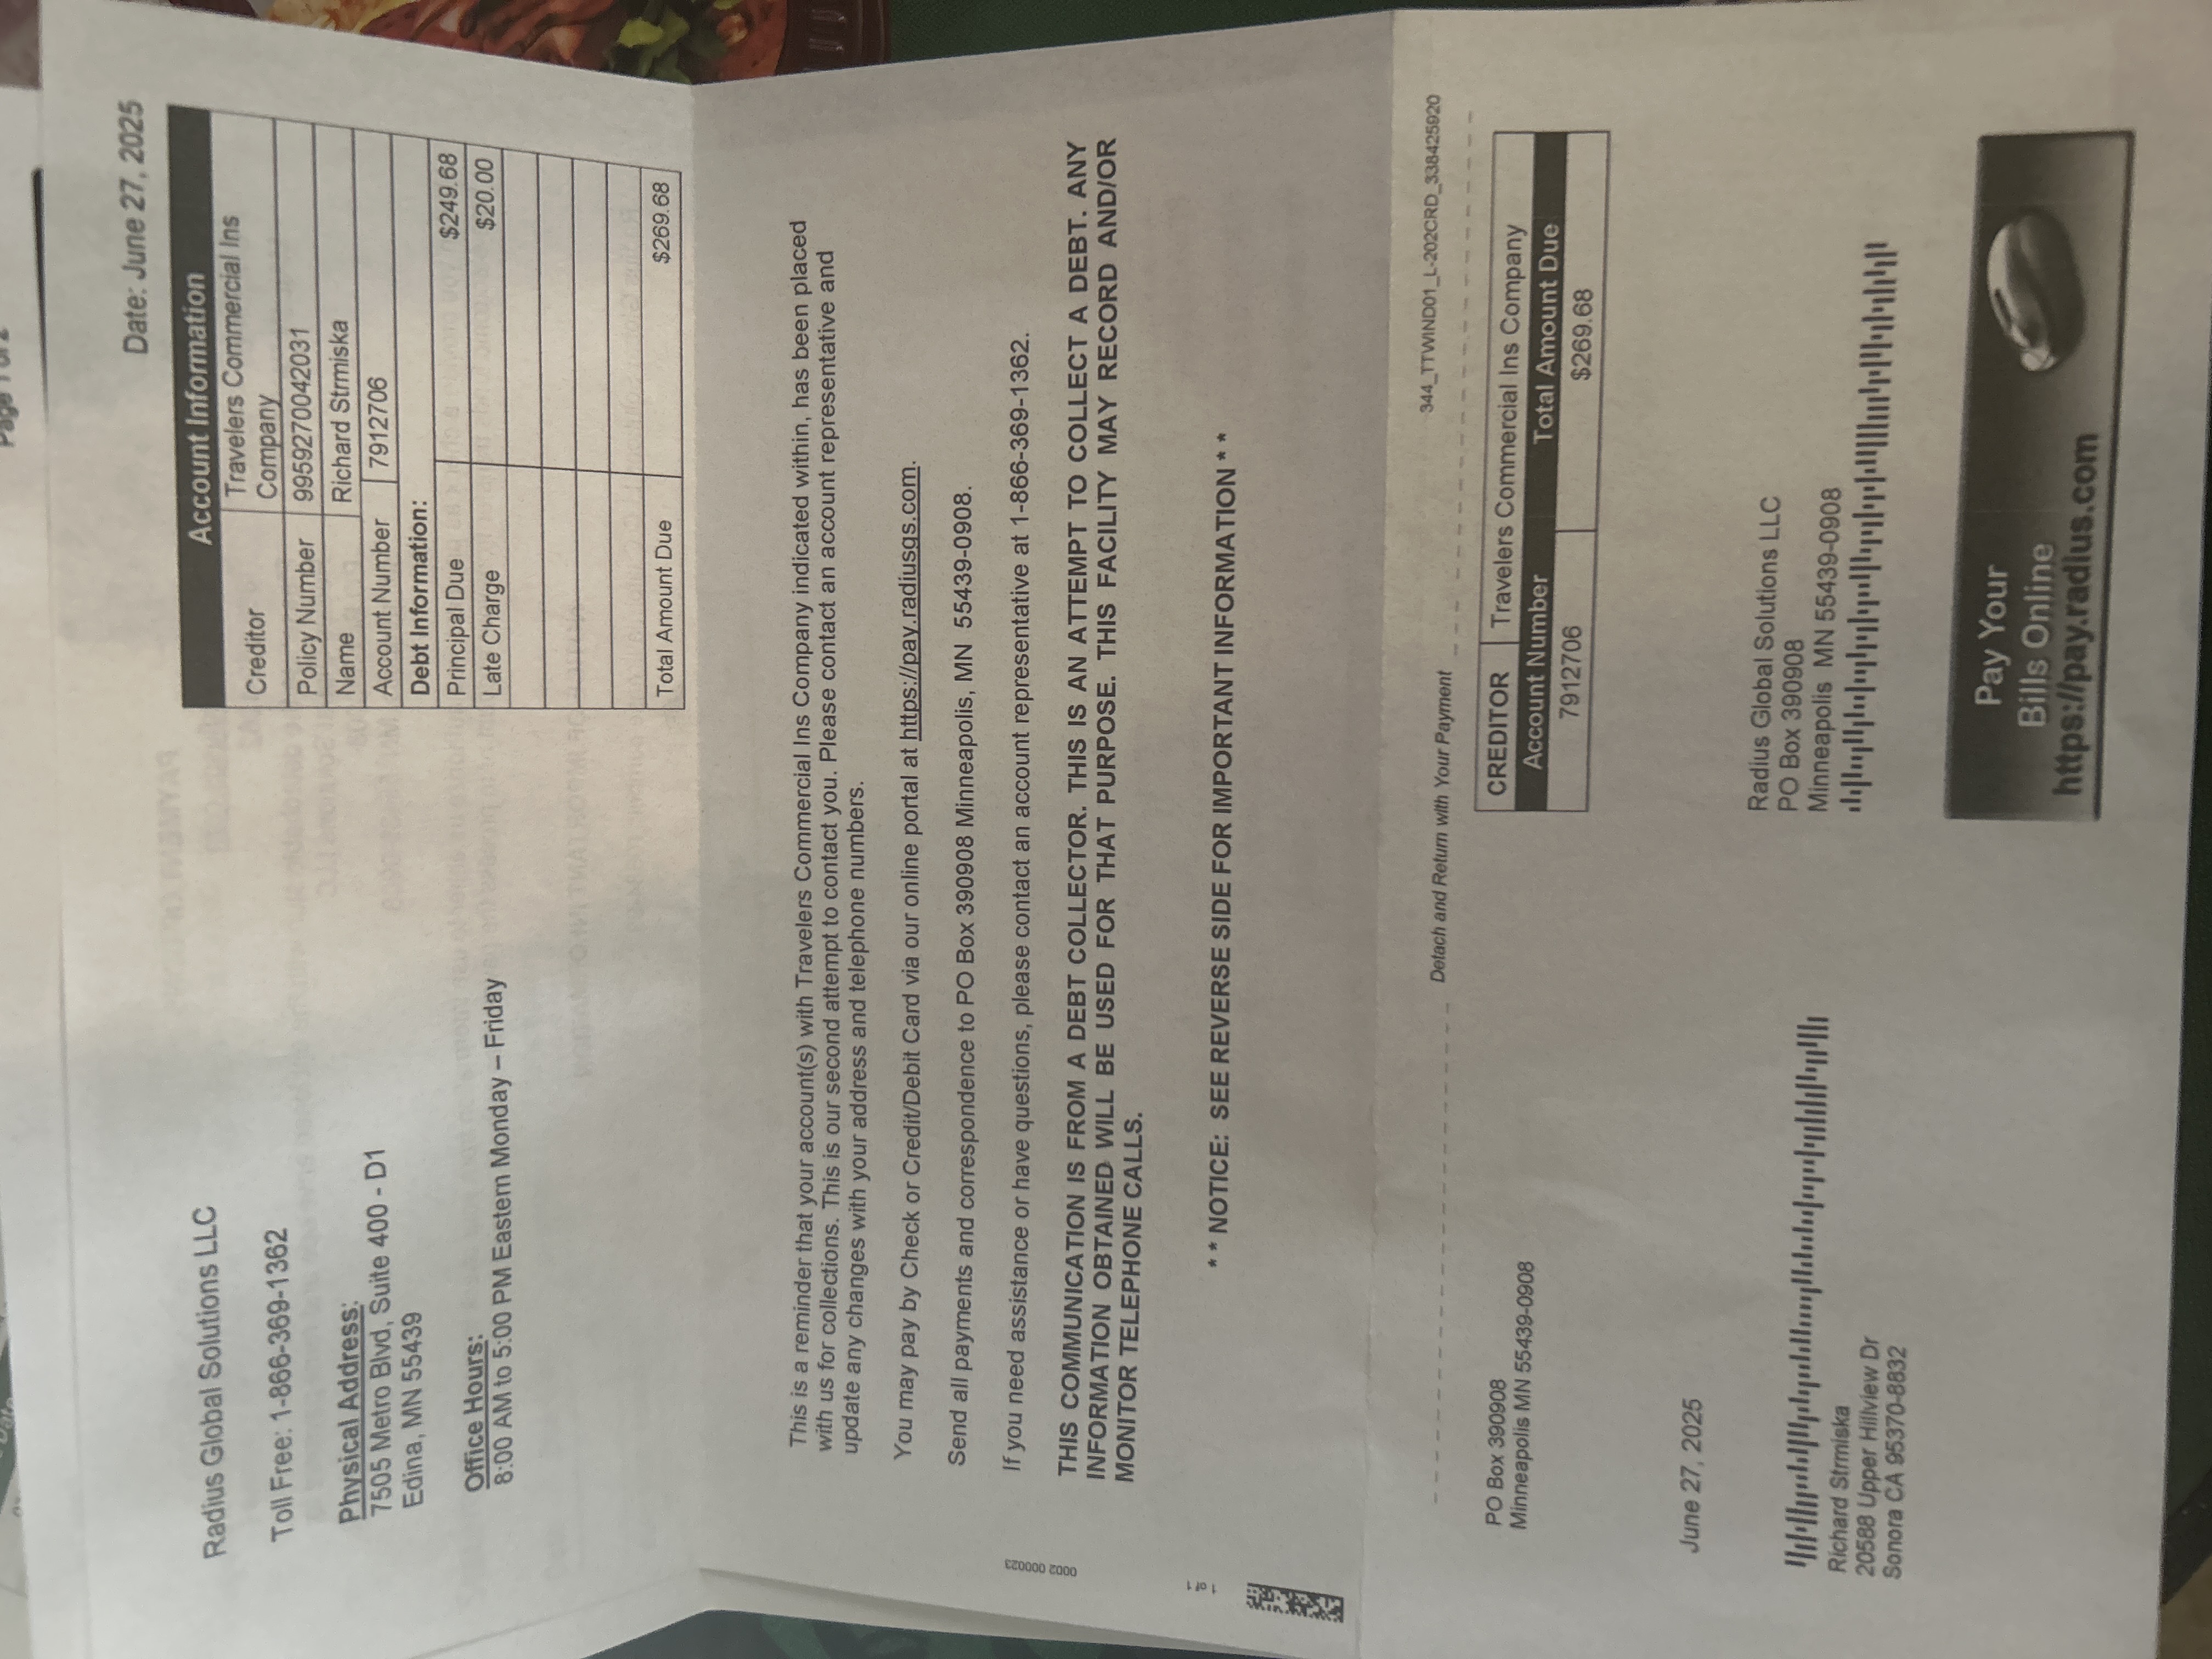 Page 1 of 2
Date: June 27, 2025
Radius Global Solutions LLC
Toll Free: 1-866-369-1362
Physical Address:
7505 Metro Blvd, Suite 400 - D1
Edina, MN 55439
Office Hours:
8:00 AM to 5:00 PM Eastern Monday – Friday
Account Information
Creditor Travelers Commercial Ins
Company
Policy Number 9959270042031
Name Richard Strmiska
Account Number 7912706
Debt Information:
Principal Due $249.68
Late Charge $20.00
Total Amount Due $269.68
This is a reminder that your account(s) with Travelers Commercial Ins Company indicated within, has been placed
with us for collections. This is our second attempt to contact you. Please contact an account representative and
update any changes with your address and telephone numbers.
You may pay by Check or Credit/Debit Card via our online portal at https://pay.radiusgs.com.
Send all payments and correspondence to PO Box 390908 Minneapolis, MN 55439-0908.
If you need assistance or have questions, please contact an account representative at 1-866-369-1362.
THIS COMMUNICATION IS FROM A DEBT COLLECTOR. THIS IS AN ATTEMPT TO COLLECT A DEBT. ANY
INFORMATION OBTAINED WILL BE USED FOR THAT PURPOSE. THIS FACILITY MAY RECORD AND/OR
MONITOR TELEPHONE CALLS.
* * NOTICE: SEE REVERSE SIDE FOR IMPORTANT INFORMATION * *
0002 000023
1 of 1
344_TTWIND01_L-202CRD_338425920
Detach and Return with Your Payment
PO Box 390908
Minneapolis MN 55439-0908
CREDITOR Travelers Commercial Ins Company
Account Number Total Amount Due
7912706 $269.68
June 27, 2025
Richard Strmiska
20588 Upper Hillview Dr
Sonora CA 95370-8832
Radius Global Solutions LLC
PO Box 390908
Minneapolis MN 55439-0908
Pay Your
Bills Online
https://pay.radius.com